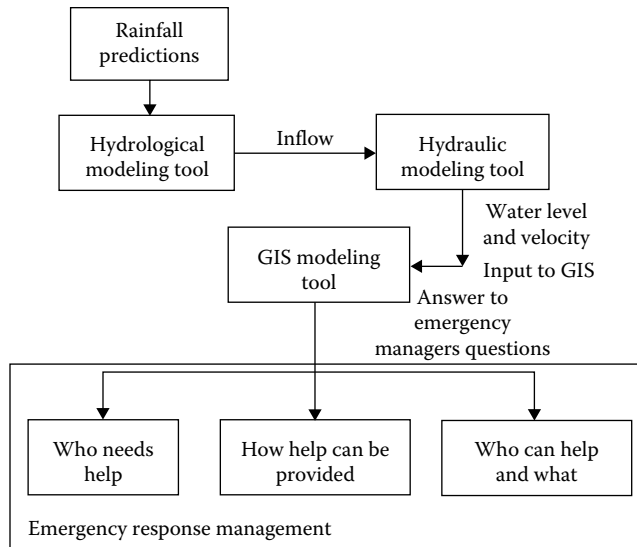 Rainfall
predictions
Hydrological
modeling tool
Inflow
Hydraulic
modeling tool
Water level
and velocity
GIS modeling
tool
Input to GIS
Answer to
emergency
managers questions
Who needs
help
How help can be
provided
Who can help
and what
Emergency response management